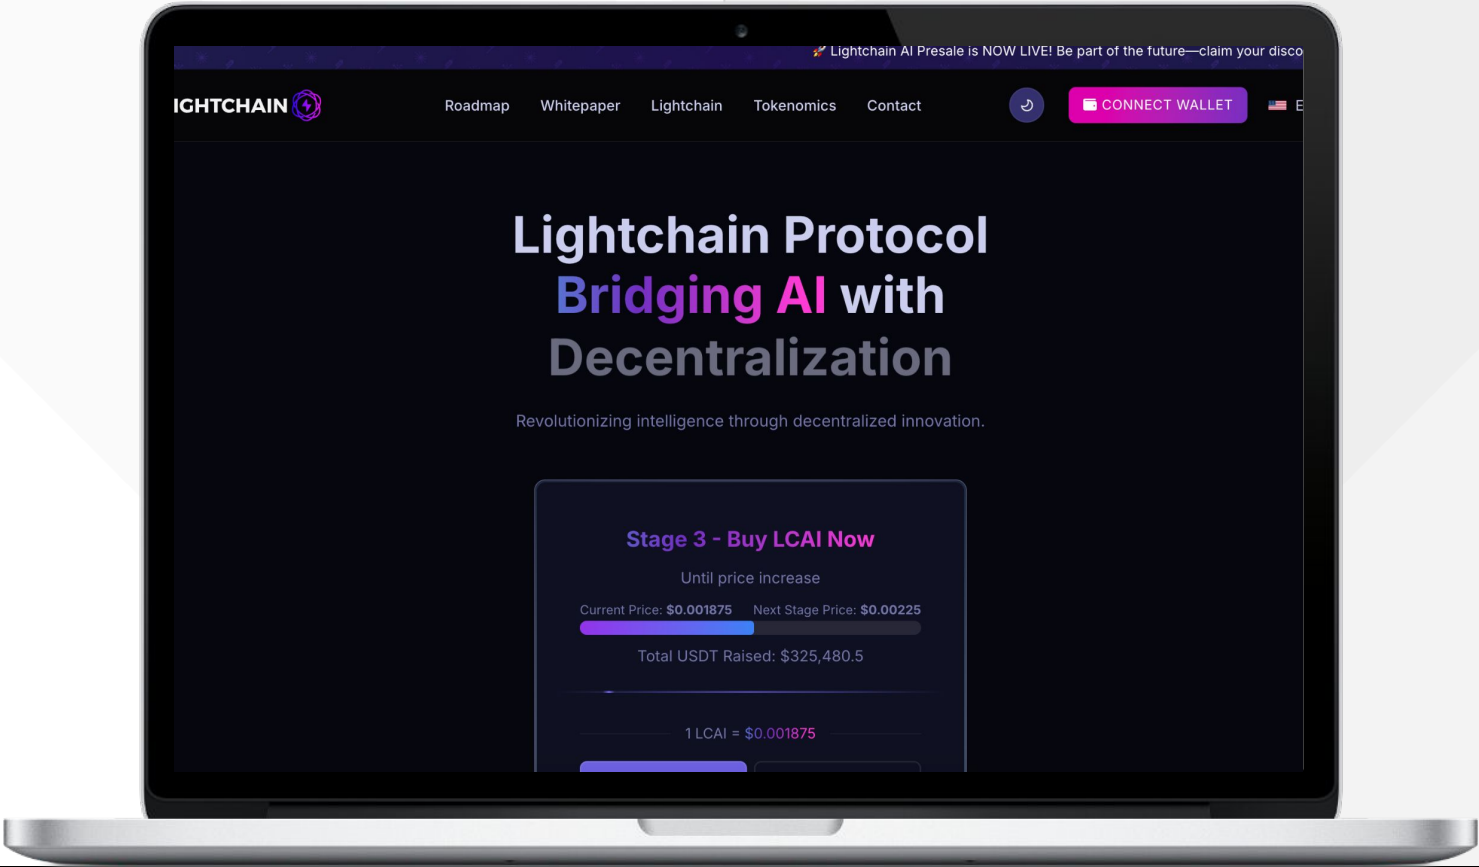 🚀 Lightchain AI Presale is NOW LIVE! Be part of the future—claim your disco
IGHTCHAIN
Roadmap Whitepaper Lightchain Tokenomics Contact CONNECT WALLET E
Lightchain Protocol
Bridging AI with
Decentralization
Revolutionizing intelligence through decentralized innovation.
Stage 3 - Buy LCAI Now
Until price increase
Current Price: $0.001875 Next Stage Price: $0.00225
Total USDT Raised: $325,480.5
1 LCAI = $0.001875